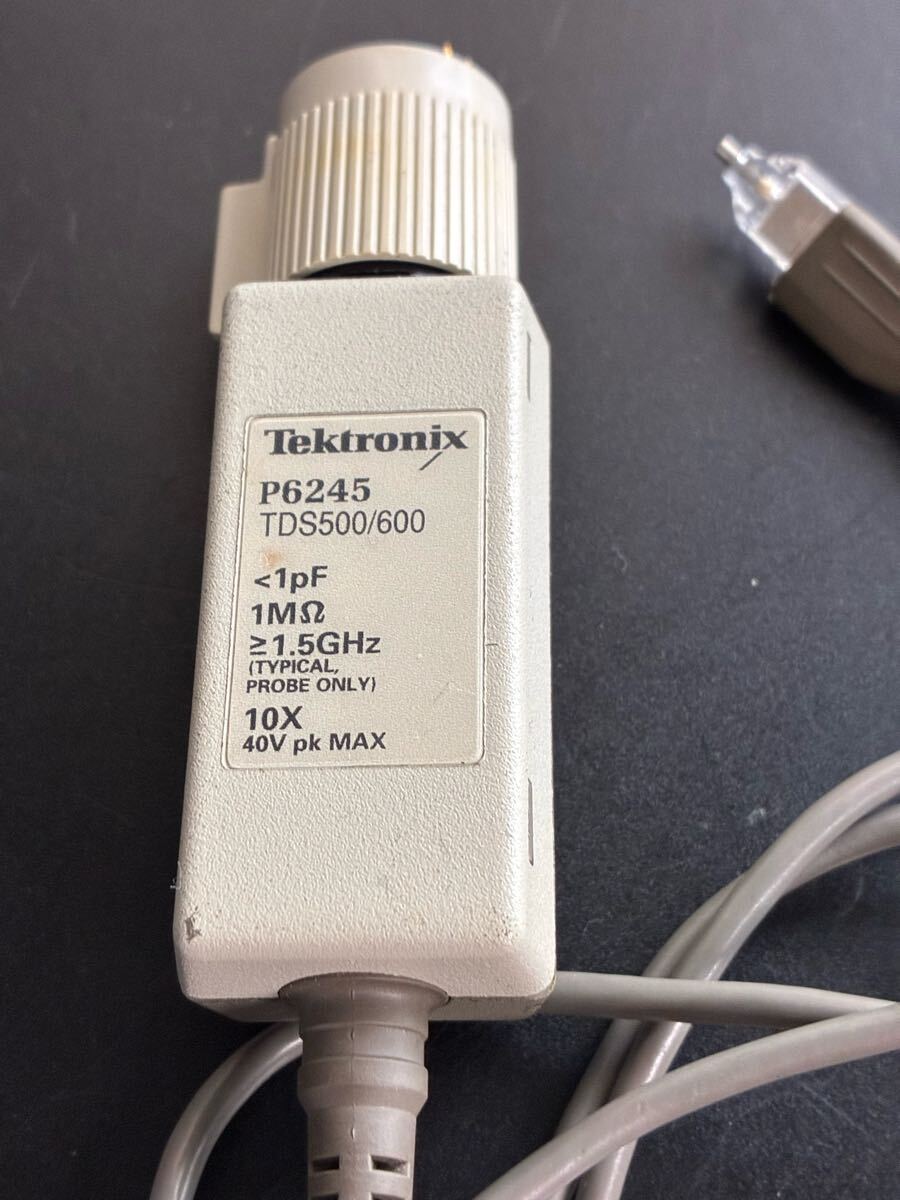 Tektronix
P6245
TDS500/600
<1pF
1MΩ
≥1.5GHz
(TYPICAL,
PROBE ONLY)
10X
40V pk MAX